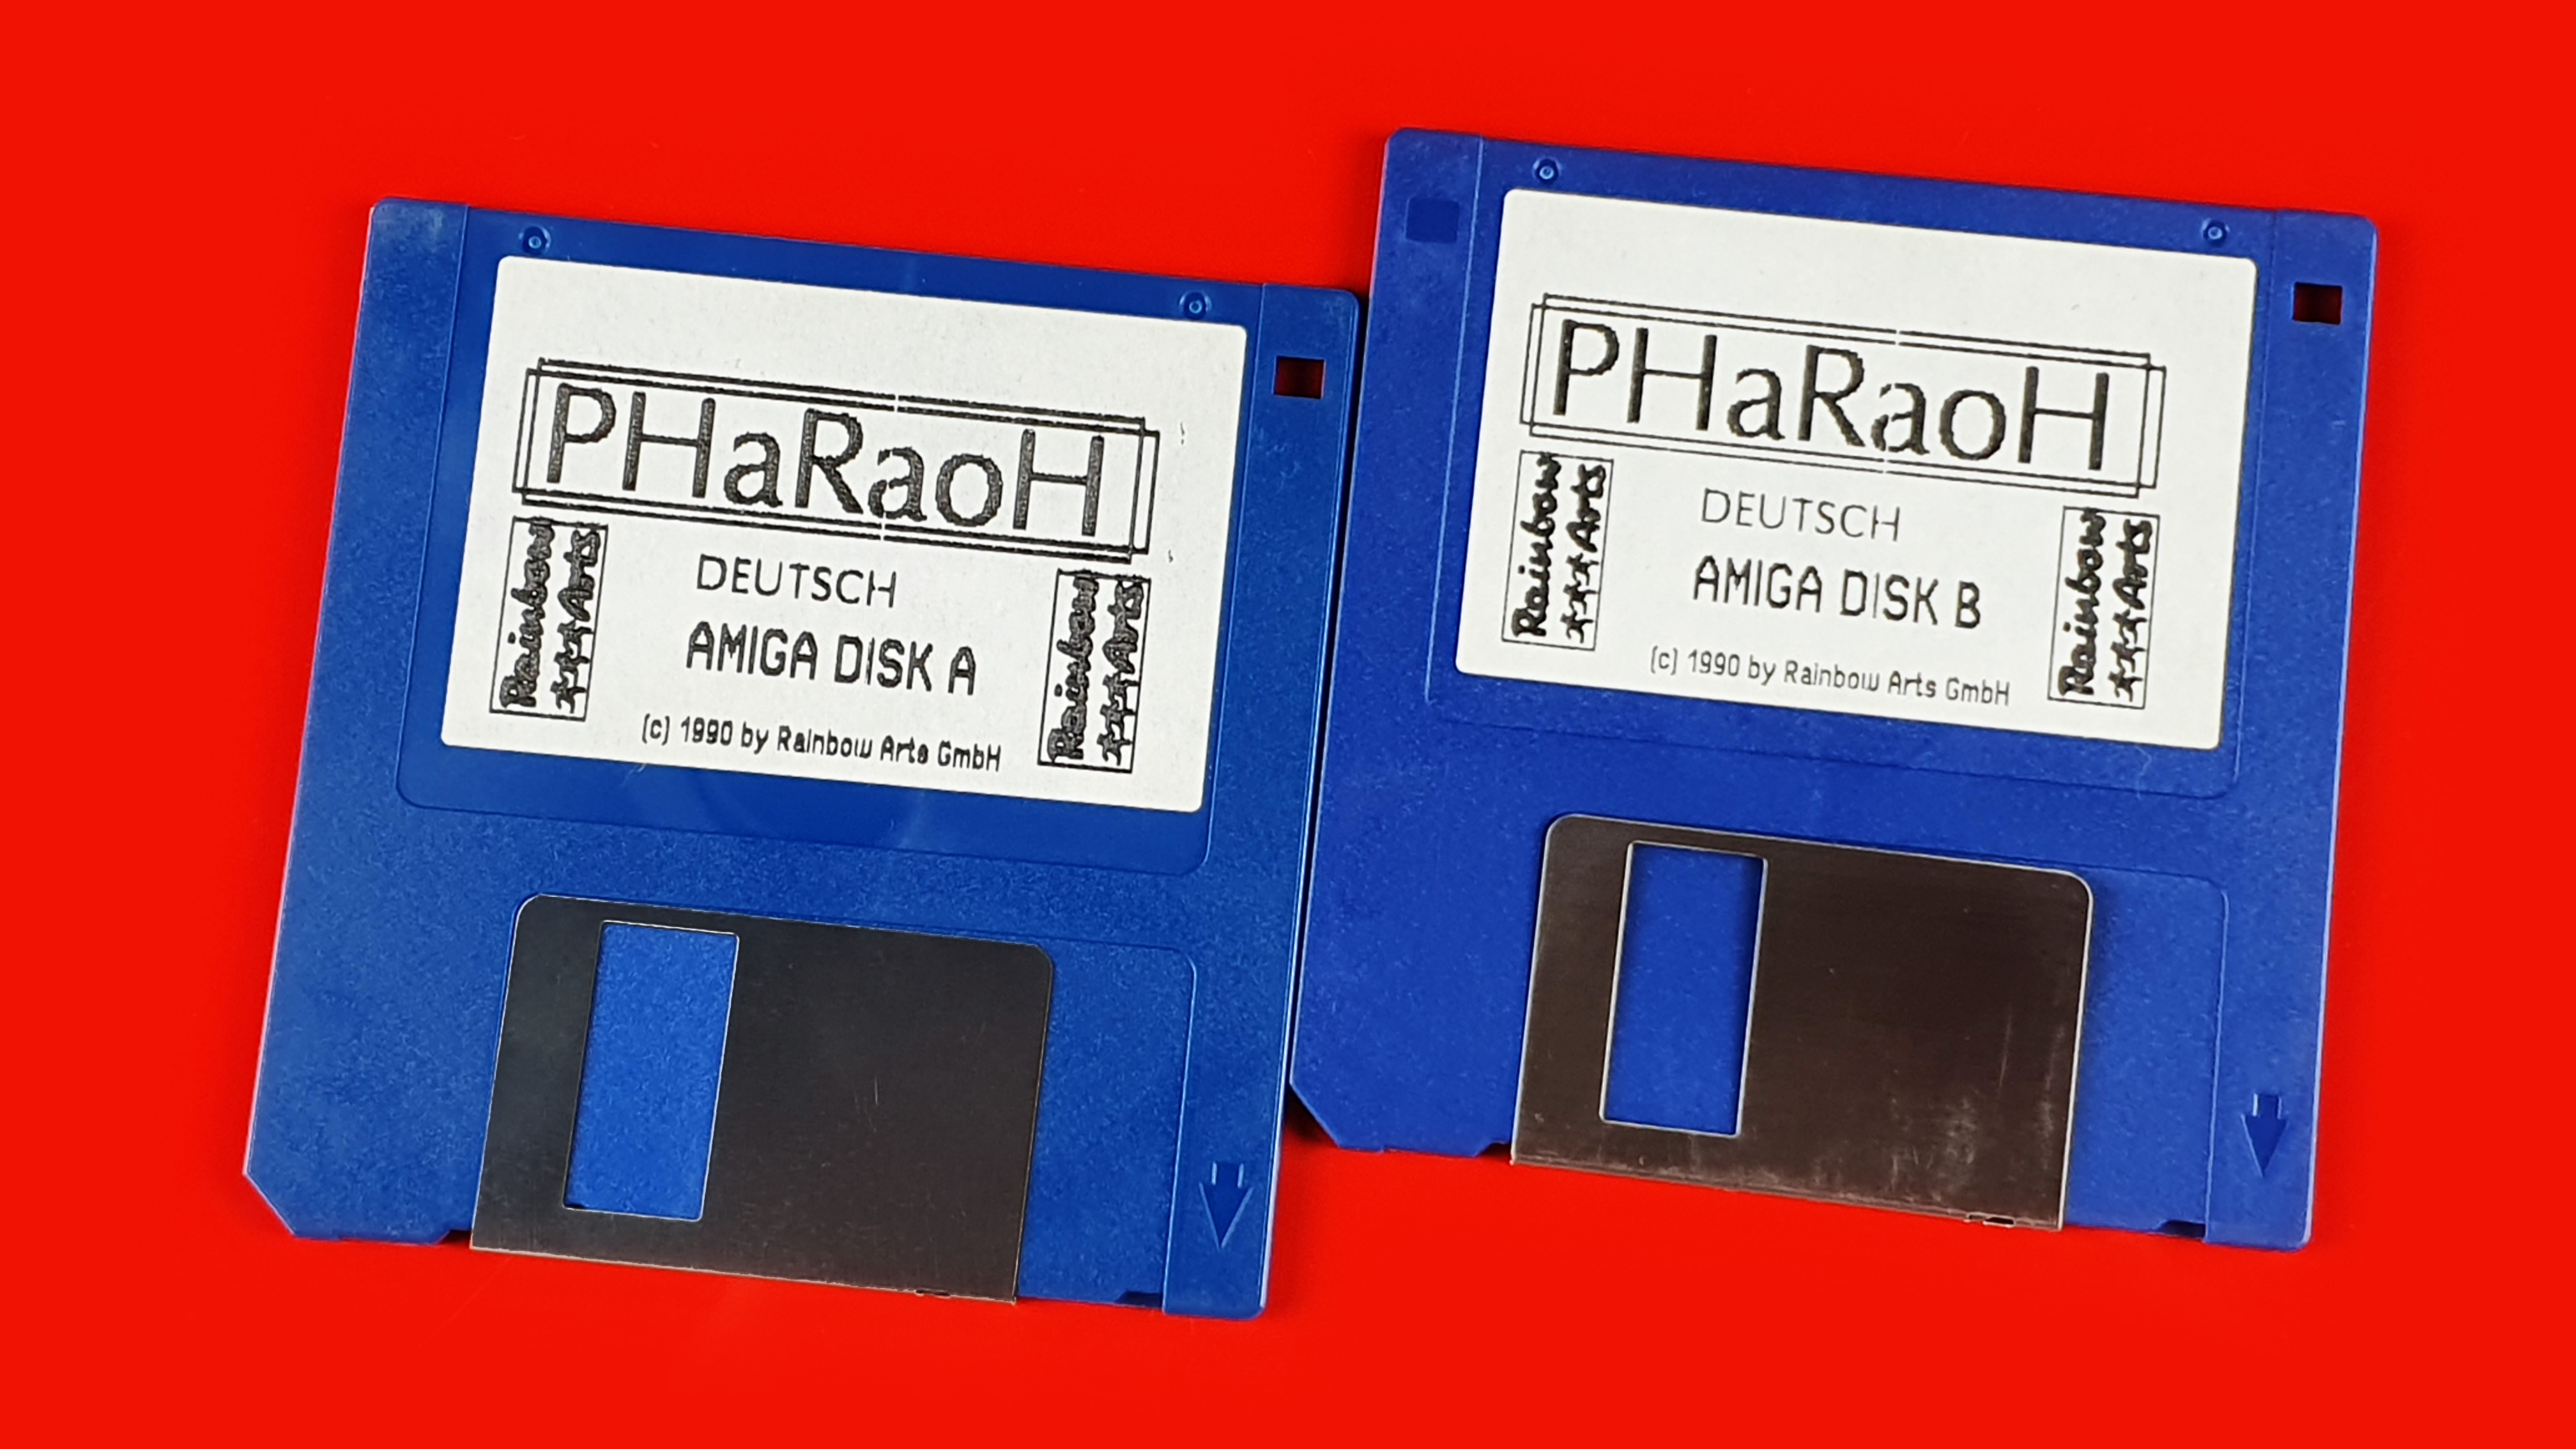 PHaRaoH
Rainbow
Arts
DEUTSCH
AMIGA DISK A
(c) 1990 by Rainbow Arts GmbH
Rainbow
Arts
PHaRaoH
Rainbow
Arts
DEUTSCH
AMIGA DISK B
(c) 1990 by Rainbow Arts GmbH
Rainbow
Arts